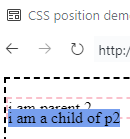 CSS position dem
http:/
i am parent 2
i am a child of p2